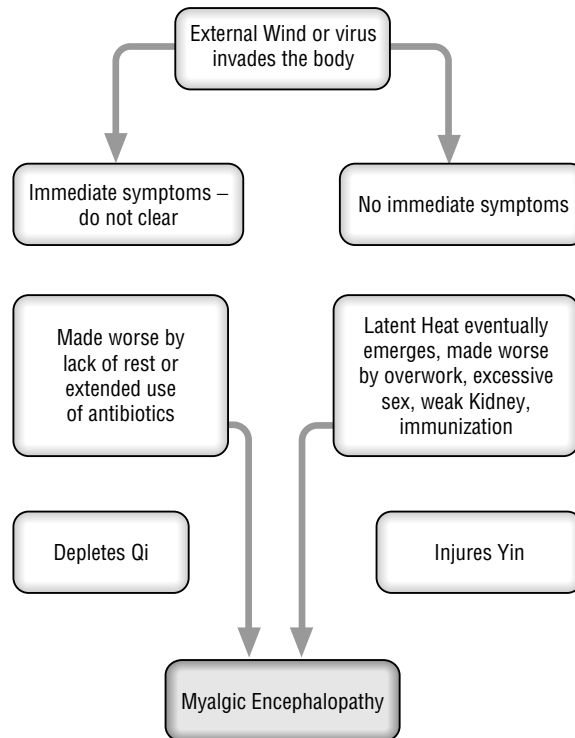 External Wind or virus
invades the body
Immediate symptoms –
do not clear
No immediate symptoms
Made worse by
lack of rest or
extended use
of antibiotics
Latent Heat eventually
emerges, made worse
by overwork, excessive
sex, weak Kidney,
immunization
Depletes Qi
Injures Yin
Myalgic Encephalopathy